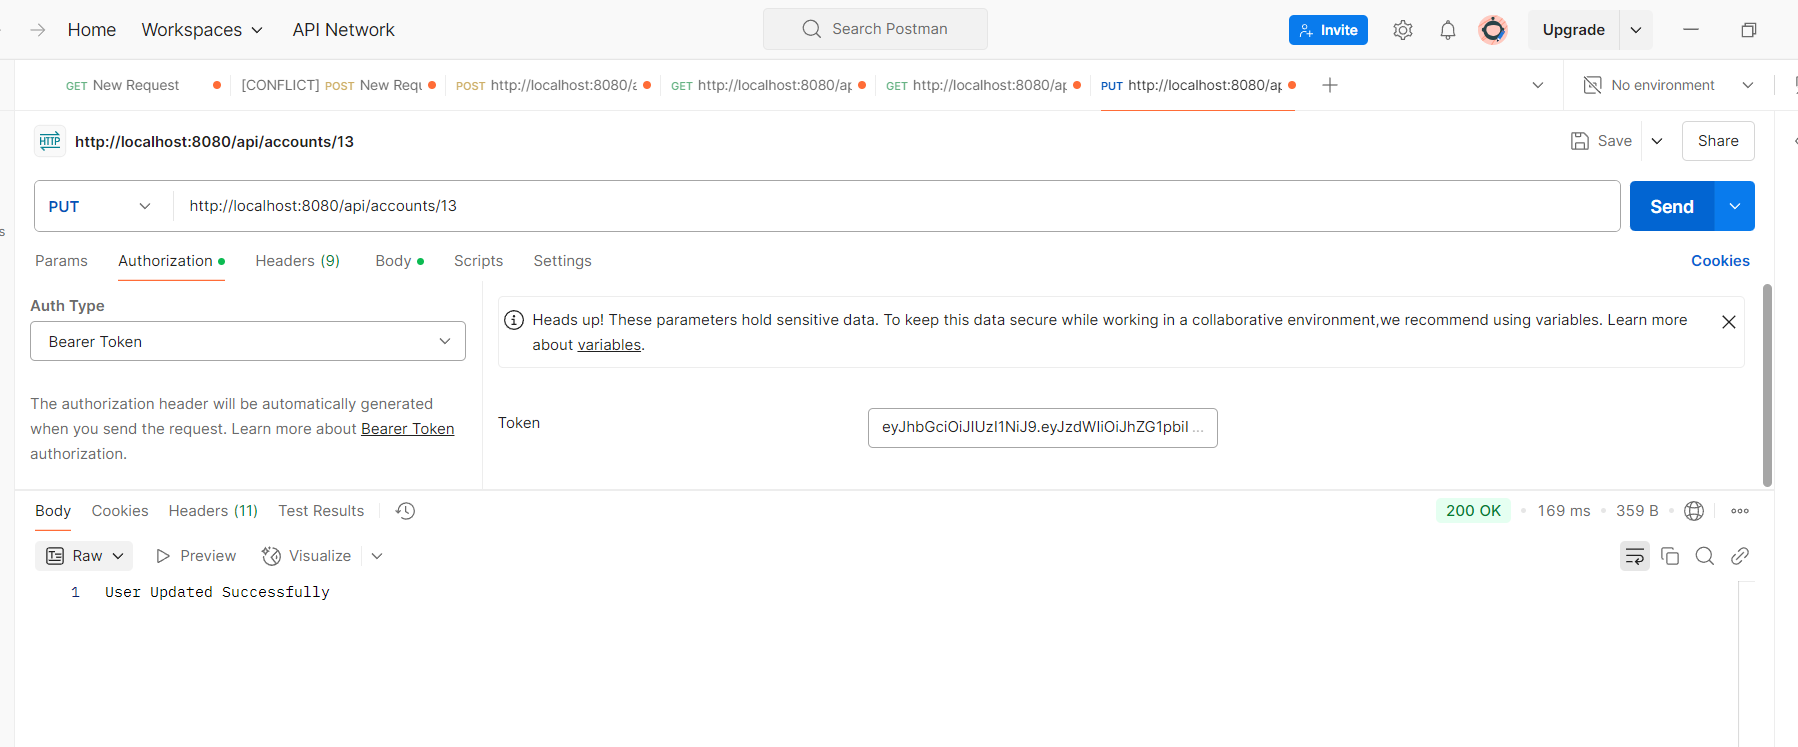 Home Workspaces API Network Search Postman Invite Upgrade
GET New Request [CONFLICT] POST New Requ POST http://localhost:8080/a GET http://localhost:8080/ap GET http://localhost:8080/ap PUT http://localhost:8080/ap No environment
HTTP http://localhost:8080/api/accounts/13 Save Share
PUT http://localhost:8080/api/accounts/13 Send
s
Params Authorization Headers (9) Body Scripts Settings Cookies
Auth Type
Bearer Token
The authorization header will be automatically generated
when you send the request. Learn more about Bearer Token
authorization.
Heads up! These parameters hold sensitive data. To keep this data secure while working in a collaborative environment,we recommend using variables. Learn more
about variables.
Token eyJhbGciOiJIUzI1NiJ9.eyJzdWIiOiJhZG1pbiI ...
Body Cookies Headers (11) Test Results 200 OK 169 ms 359 B
Raw Preview Visualize
1 User Updated Successfully